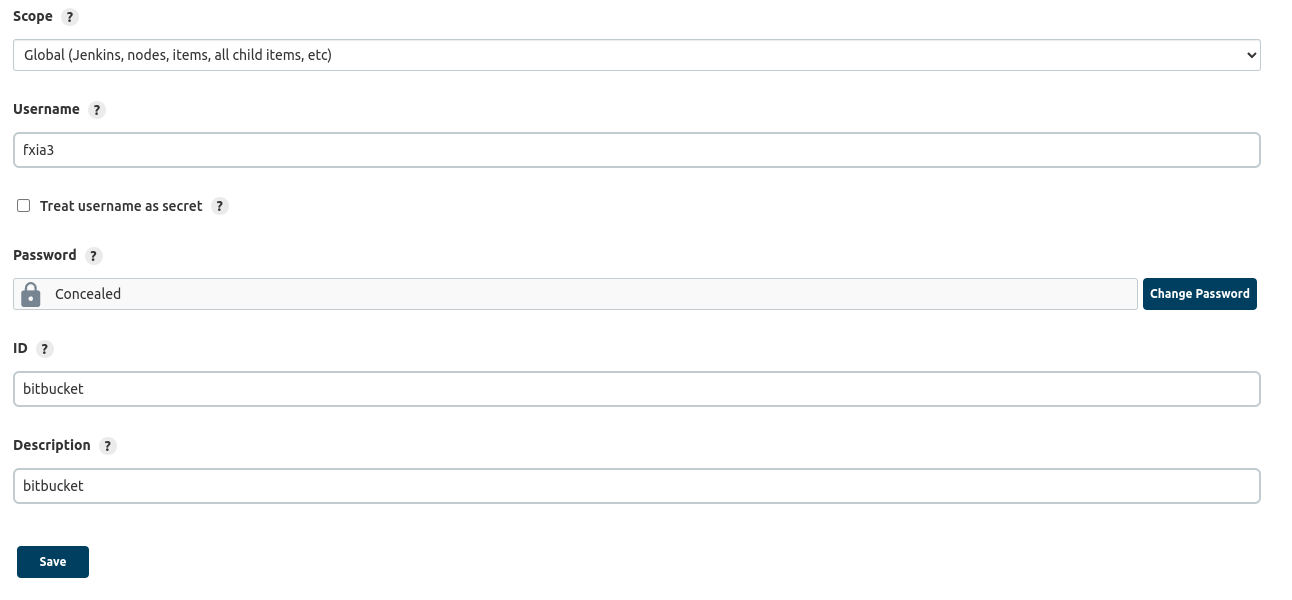 Scope ?
Global (Jenkins, nodes, items, all child items, etc)
Username ?
fxia3
Treat username as secret ?
Password ?
Concealed Change Password
ID ?
bitbucket
Description ?
bitbucket
Save